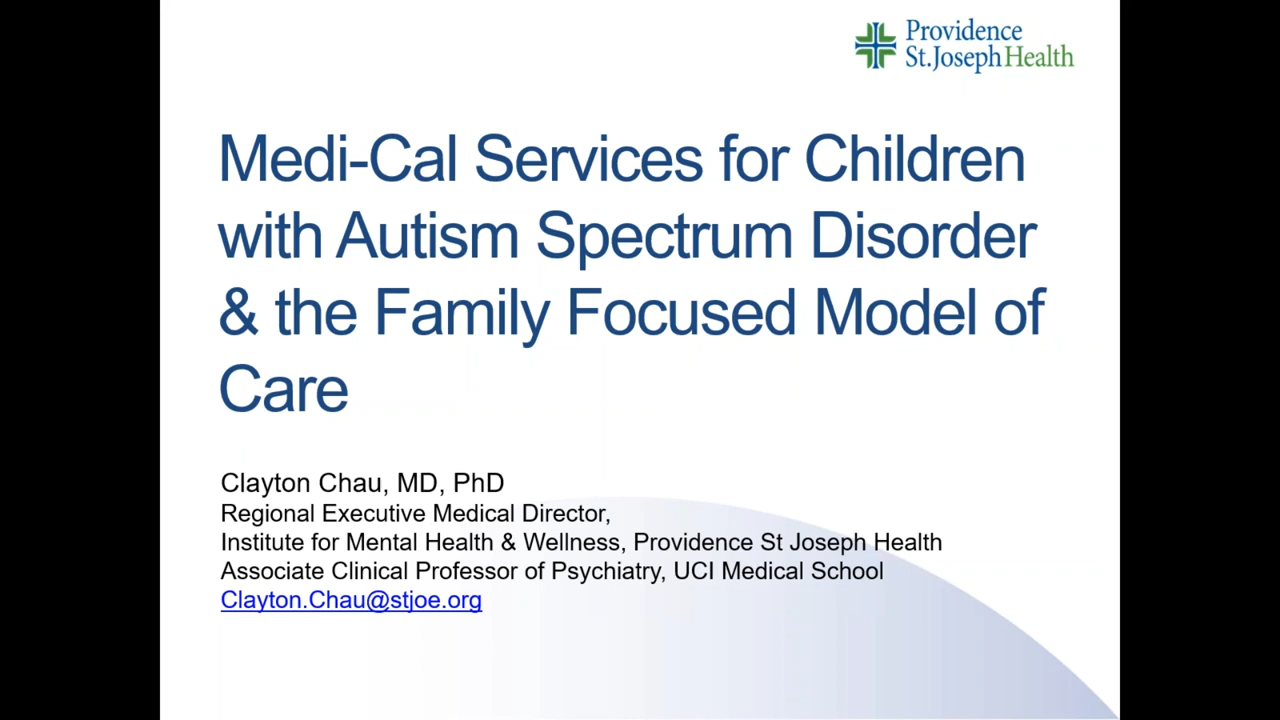 Providence
St.Joseph Health
Medi-Cal Services for Children
with Autism Spectrum Disorder
& the Family Focused Model of
Care
Clayton Chau, MD, PhD
Regional Executive Medical Director,
Institute for Mental Health & Wellness, Providence St Joseph Health
Associate Clinical Professor of Psychiatry, UCI Medical School
Clayton.Chau@stjoe.org